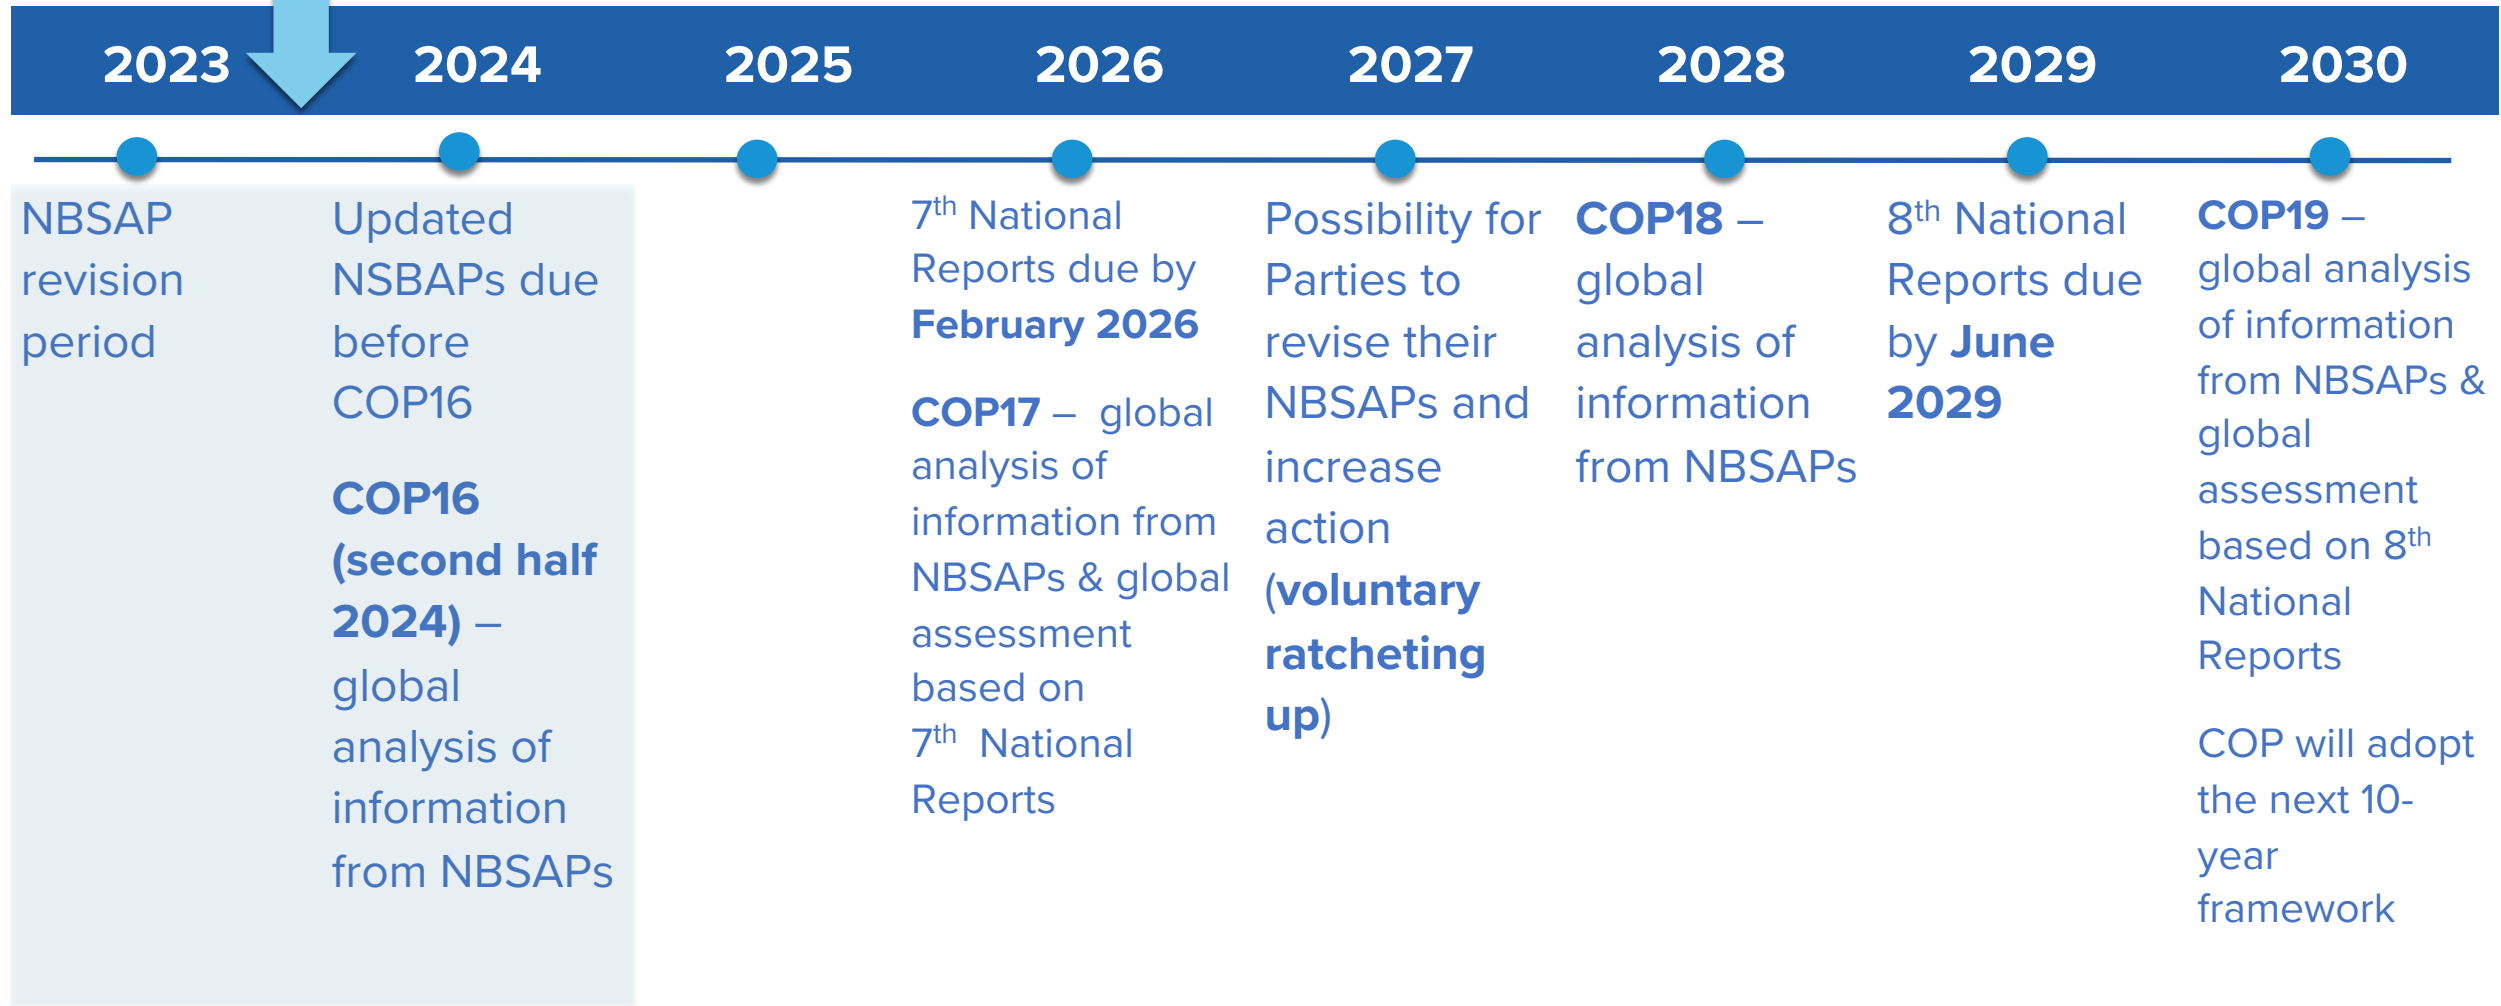 2023 2024 2025 2026 2027 2028 2029 2030
NBSAP
revision
period
Updated
NSBAPs due
before
COP16
COP16
(second half
2024) –
global
analysis of
information
from NBSAPs
7th National
Reports due by
February 2026
COP17 – global
analysis of
information from
NBSAPs & global
assessment
based on
7th National
Reports
Possibility for
Parties to
revise their
NBSAPs and
increase
action
(voluntary
ratcheting
up)
COP18 –
global
analysis of
information
from NBSAPs
8th National
Reports due
by June
2029
COP19 –
global analysis
of information
from NBSAPs &
global
assessment
based on 8th
National
Reports
COP will adopt
the next 10-
year
framework